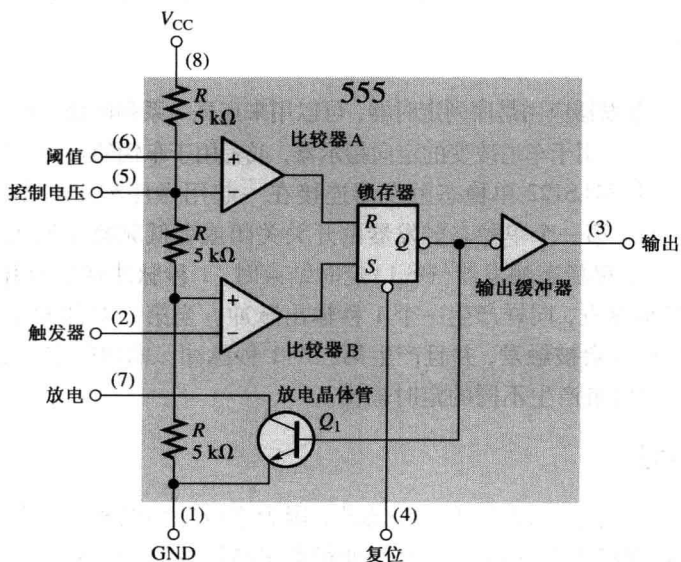 V_CC
(8)
555
R
5 kΩ
比较器A
(6)
阈值
+
(5)
控制电压
−
锁存器
R
5 kΩ
R
Q
S
(3)
输出
输出缓冲器
+
(2)
触发器
−
比较器B
(7)
放电
放电晶体管
Q₁
R
5 kΩ
(1)
(4)
GND
复位